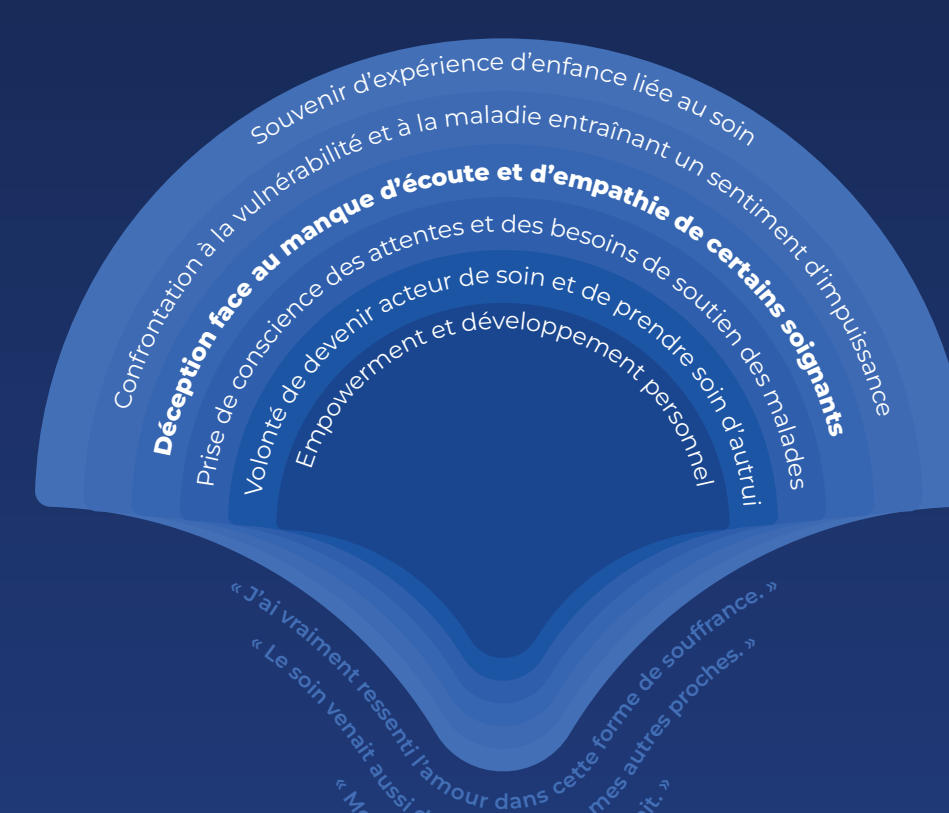 Souvenir d’expérience d’enfance liée au soin
Confrontation à la vulnérabilité et à la maladie entraînant un sentiment d’impuissance
Déception face au manque d’écoute et d’empathie de certains soignants
Prise de conscience des attentes et des besoins de soutien des malades
Volonté de devenir acteur de soin et de prendre soin d’autrui
Empowerment et développement personnel
« J’ai vraiment ressenti l’amour dans cette forme de souffrance. »
« Le soin venait aussi mes autres proches. »